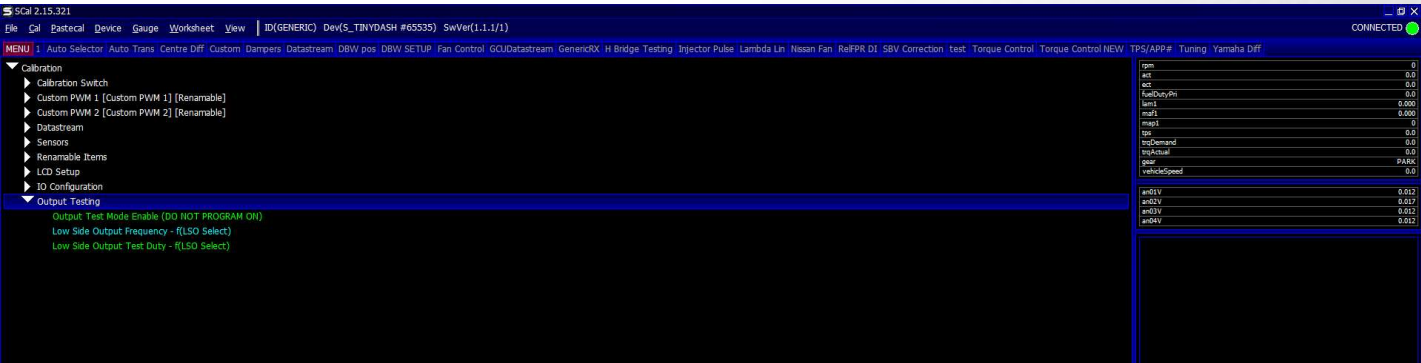 SCal 2.15.321
File Cal Pastecal Device Gauge Worksheet View ID(GENERIC) Dev(S_TINYDASH #65535) SwVer(1.1.1/1) CONNECTED
MENU 1 Auto Selector Auto Trans Centre Diff Custom Dampers Datastream DBW pos DBW SETUP Fan Control GCUDatastream GenericRX H Bridge Testing Injector Pulse Lambda Lin Nissan Fan RelFPR DI SBV Correction test Torque Control Torque Control NEW TPS/APP# Tuning Yamaha Diff
Calibration
Calibration Switch
Custom PWM 1 [Custom PWM 1] [Renamable]
Custom PWM 2 [Custom PWM 2] [Renamable]
Datastream
Sensors
Renamable Items
LCD Setup
IO Configuration
Output Testing
Output Test Mode Enable (DO NOT PROGRAM ON)
Low Side Output Frequency - f(LSO Select)
Low Side Output Test Duty - f(LSO Select)
rpm 0
act 0.0
ect 0.0
fuelDutyPri 0.0
lam1 0.000
maf1 0.000
map1 0
tps 0.0
trqDemand 0.0
trqActual 0.0
gear PARK
vehicleSpeed 0.0
an01V 0.012
an02V 0.017
an03V 0.012
an04V 0.012